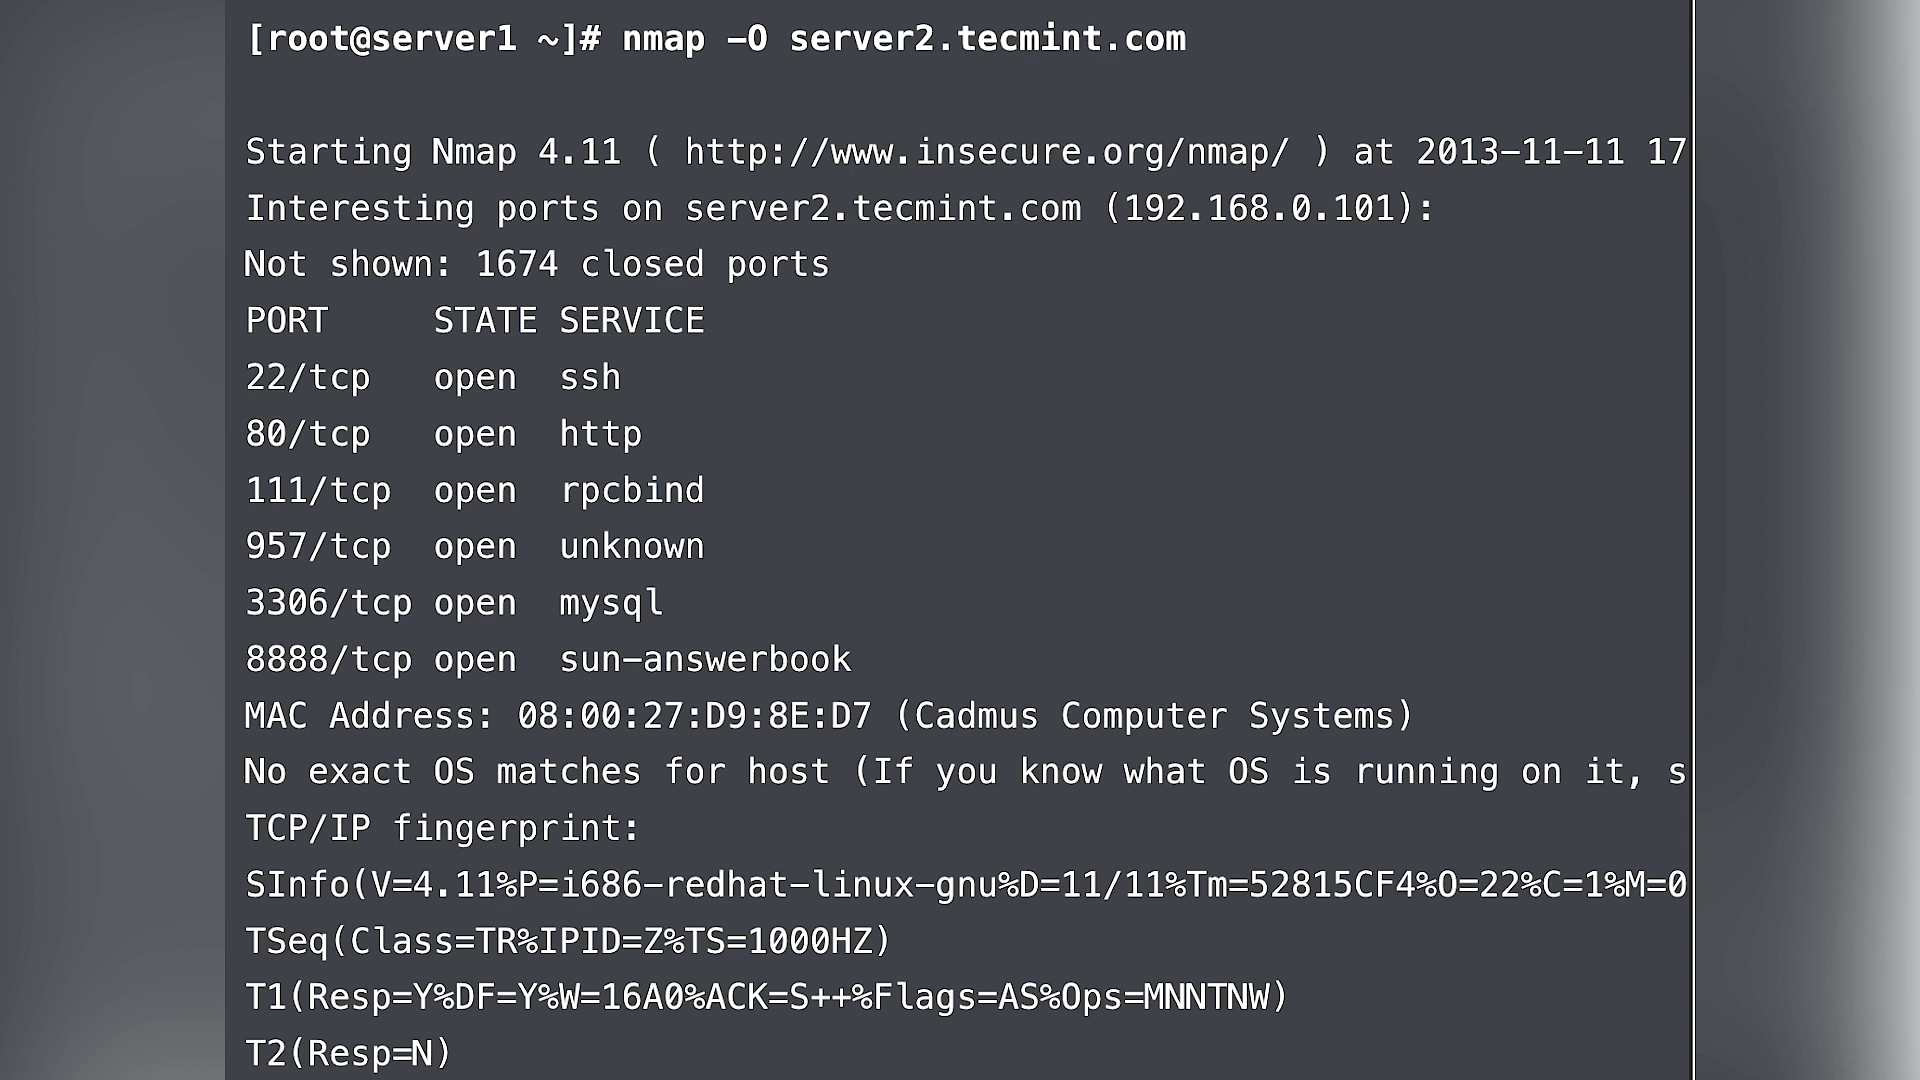 [root@server1 ~]# nmap -O server2.tecmint.com
Starting Nmap 4.11 ( http://www.insecure.org/nmap/ ) at 2013-11-11 17
Interesting ports on server2.tecmint.com (192.168.0.101):
Not shown: 1674 closed ports
PORT     STATE SERVICE
22/tcp   open  ssh
80/tcp   open  http
111/tcp  open  rpcbind
957/tcp  open  unknown
3306/tcp open  mysql
8888/tcp open  sun-answerbook
MAC Address: 08:00:27:D9:8E:D7 (Cadmus Computer Systems)
No exact OS matches for host (If you know what OS is running on it, s
TCP/IP fingerprint:
SInfo(V=4.11%P=i686-redhat-linux-gnu%D=11/11%Tm=52815CF4%O=22%C=1%M=0
TSeq(Class=TR%IPID=Z%TS=1000HZ)
T1(Resp=Y%DF=Y%W=16A0%ACK=S++%Flags=AS%Ops=MNNTNW)
T2(Resp=N)